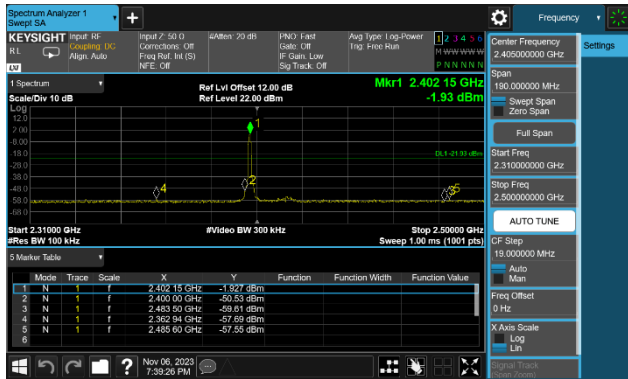 Spectrum Analyzer 1
Swept SA
Frequency
KEYSIGHT
Input: RF
Coupling: DC
Align: Auto
Input Z: 50 Ω
Corrections: Off
Freq Ref: Int (S)
NFE: Off
#Atten: 20 dB
PNO: Fast
Gate: Off
IF Gain: Low
Sig Track: Off
Avg Type: Log-Power
Trig: Free Run
1 2 3 4 5 6
M W W W W W
P N N N N N
R L
LXI
1 Spectrum
Scale/Div 10 dB
Ref Lvl Offset 12.00 dB
Ref Level 22.00 dBm
Mkr1 2.402 15 GHz
-1.93 dBm
Log
12.0
2.00
-8.00
-18.0
-28.0
-38.0
-48.0
-58.0
-68.0
1
2
4
35
DL1 -21.93 dBm
Start 2.31000 GHz
#Res BW 100 kHz
#Video BW 300 kHz
Stop 2.50000 GHz
Sweep 1.00 ms (1001 pts)
5 Marker Table
Mode Trace Scale X Y Function Function Width Function Value
1 N 1 f 2.402 15 GHz -1.927 dBm
2 N 1 f 2.400 00 GHz -50.53 dBm
3 N 1 f 2.483 50 GHz -59.61 dBm
4 N 1 f 2.362 94 GHz -57.69 dBm
5 N 1 f 2.485 60 GHz -57.55 dBm
6
?
Nov 06, 2023
7:39:26 PM
Center Frequency
2.405000000 GHz
Span
190.000000 MHz
Swept Span
Zero Span
Full Span
Start Freq
2.310000000 GHz
Stop Freq
2.500000000 GHz
AUTO TUNE
CF Step
19.000000 MHz
Auto
Man
Freq Offset
0 Hz
X Axis Scale
Log
Lin
Signal Track
(Span Zoom)
Settings